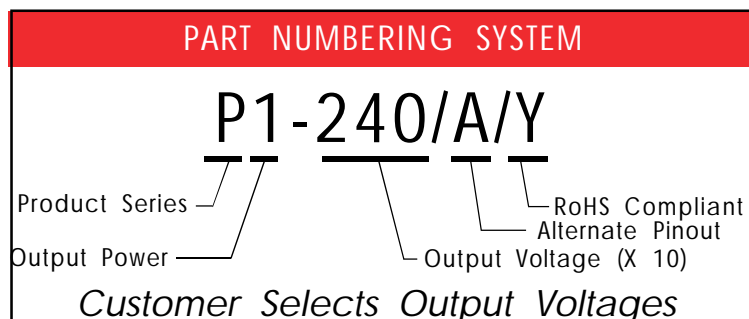 PART NUMBERING SYSTEM
P1-240/A/Y
Product Series
RoHS Compliant
Alternate Pinout
Output Power
Output Voltage (X 10)
Customer Selects Output Voltages